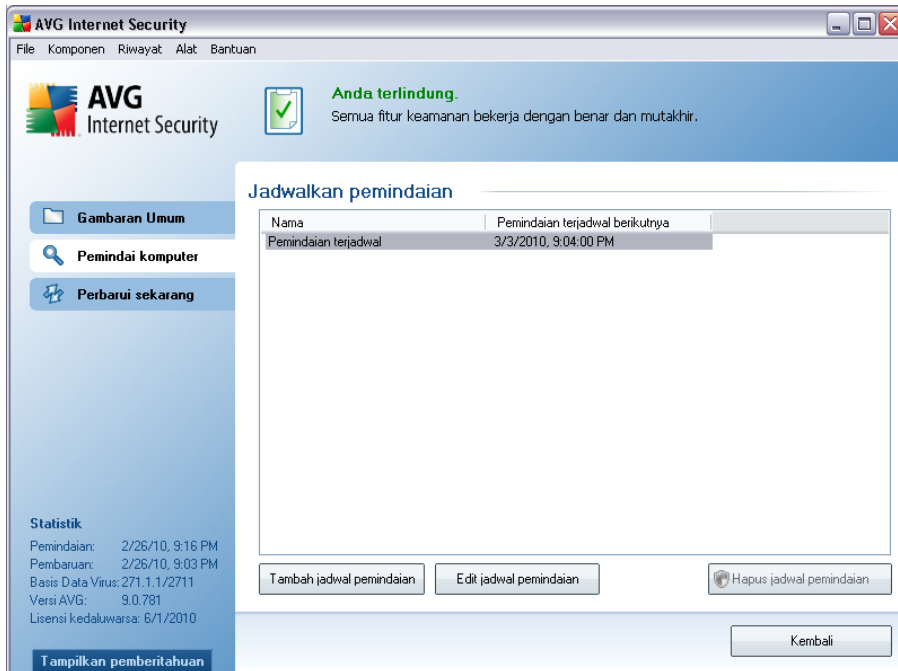 AVG Internet Security
File Komponen Riwayat Alat Bantuan
AVG
Internet Security
Anda terlindung.
Semua fitur keamanan bekerja dengan benar dan mutakhir.
Gambaran Umum
Pemindai komputer
Perbarui sekarang
Jadwalkan pemindaian
Nama Pemindaian terjadwal berikutnya
Pemindaian terjadwal 3/3/2010, 9:04:00 PM
Statistik
Pemindaian: 2/26/10, 9:16 PM
Pembaruan: 2/26/10, 9:03 PM
Basis Data Virus: 271.1.1/2711
Versi AVG: 9.0.781
Lisensi kedaluwarsa: 6/1/2010
Tampilkan pemberitahuan
Tambah jadwal pemindaian Edit jadwal pemindaian Hapus jadwal pemindaian
Kembali